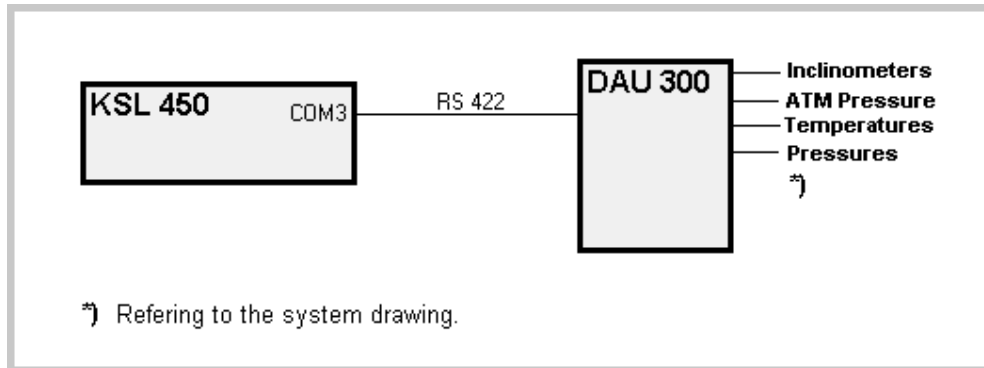 KSL 450
COM3
RS 422
DAU 300
Inclinometers
ATM Pressure
Temperatures
Pressures
*)
*) Refering to the system drawing.